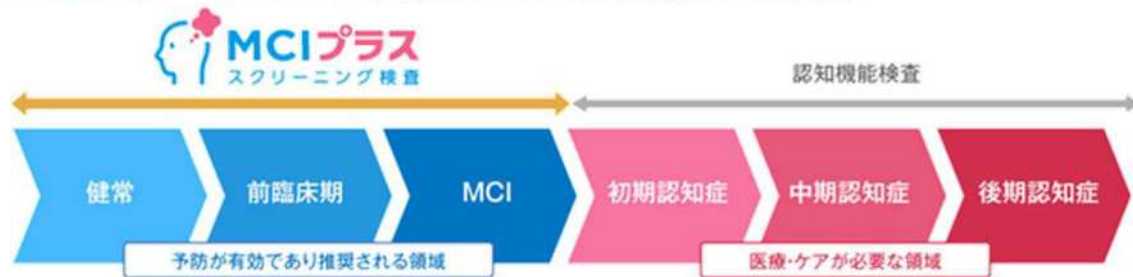 MCIプラス
スクリーニング検査
認知機能検査
健常
前臨床期
MCI
初期認知症
中期認知症
後期認知症
予防が有効であり推奨される領域
医療・ケアが必要な領域